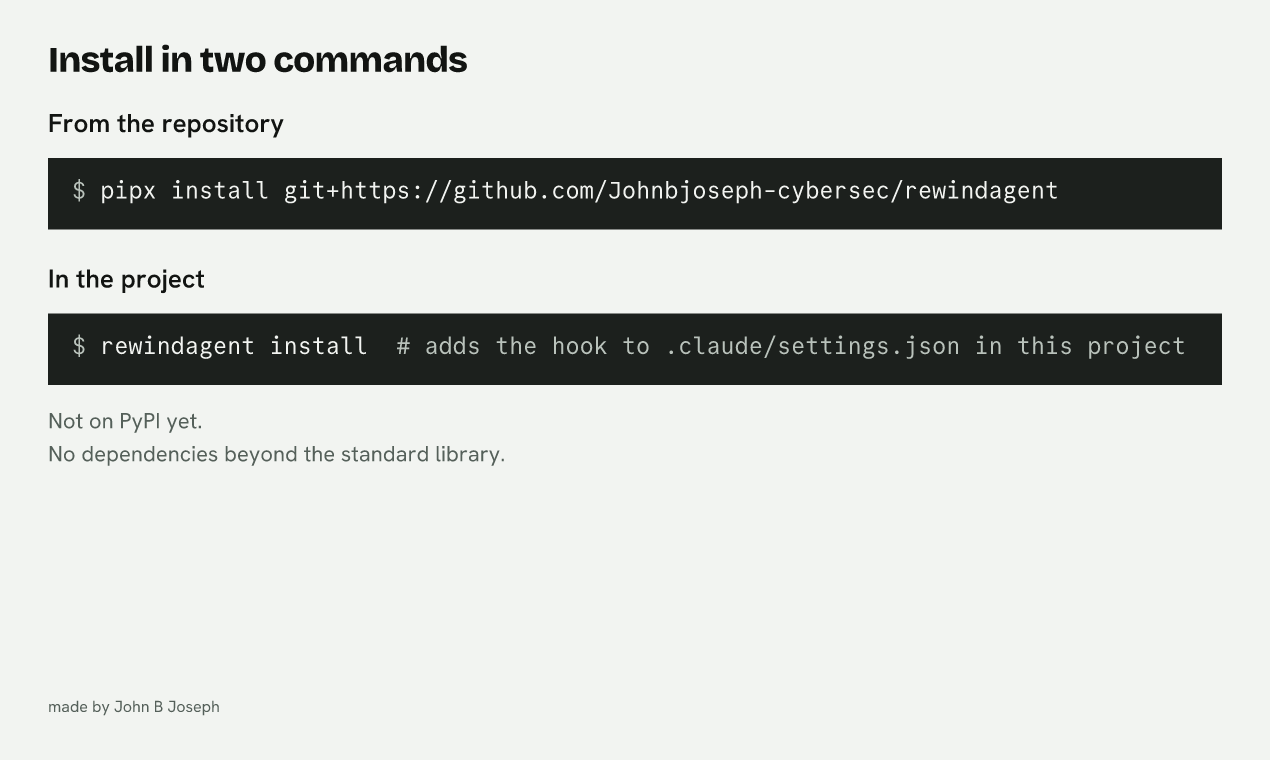 Install in two commands
From the repository
$ pipx install git+https://github.com/Johnbjoseph-cybersec/rewindagent
In the project
$ rewindagent install  # adds the hook to .claude/settings.json in this project
Not on PyPI yet.
No dependencies beyond the standard library.
made by John B Joseph